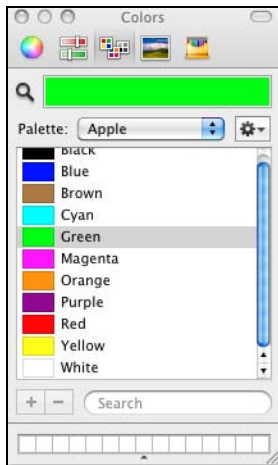 Colors
Palette: Apple
Black
Blue
Brown
Cyan
Green
Magenta
Orange
Purple
Red
Yellow
White
+ −
Search